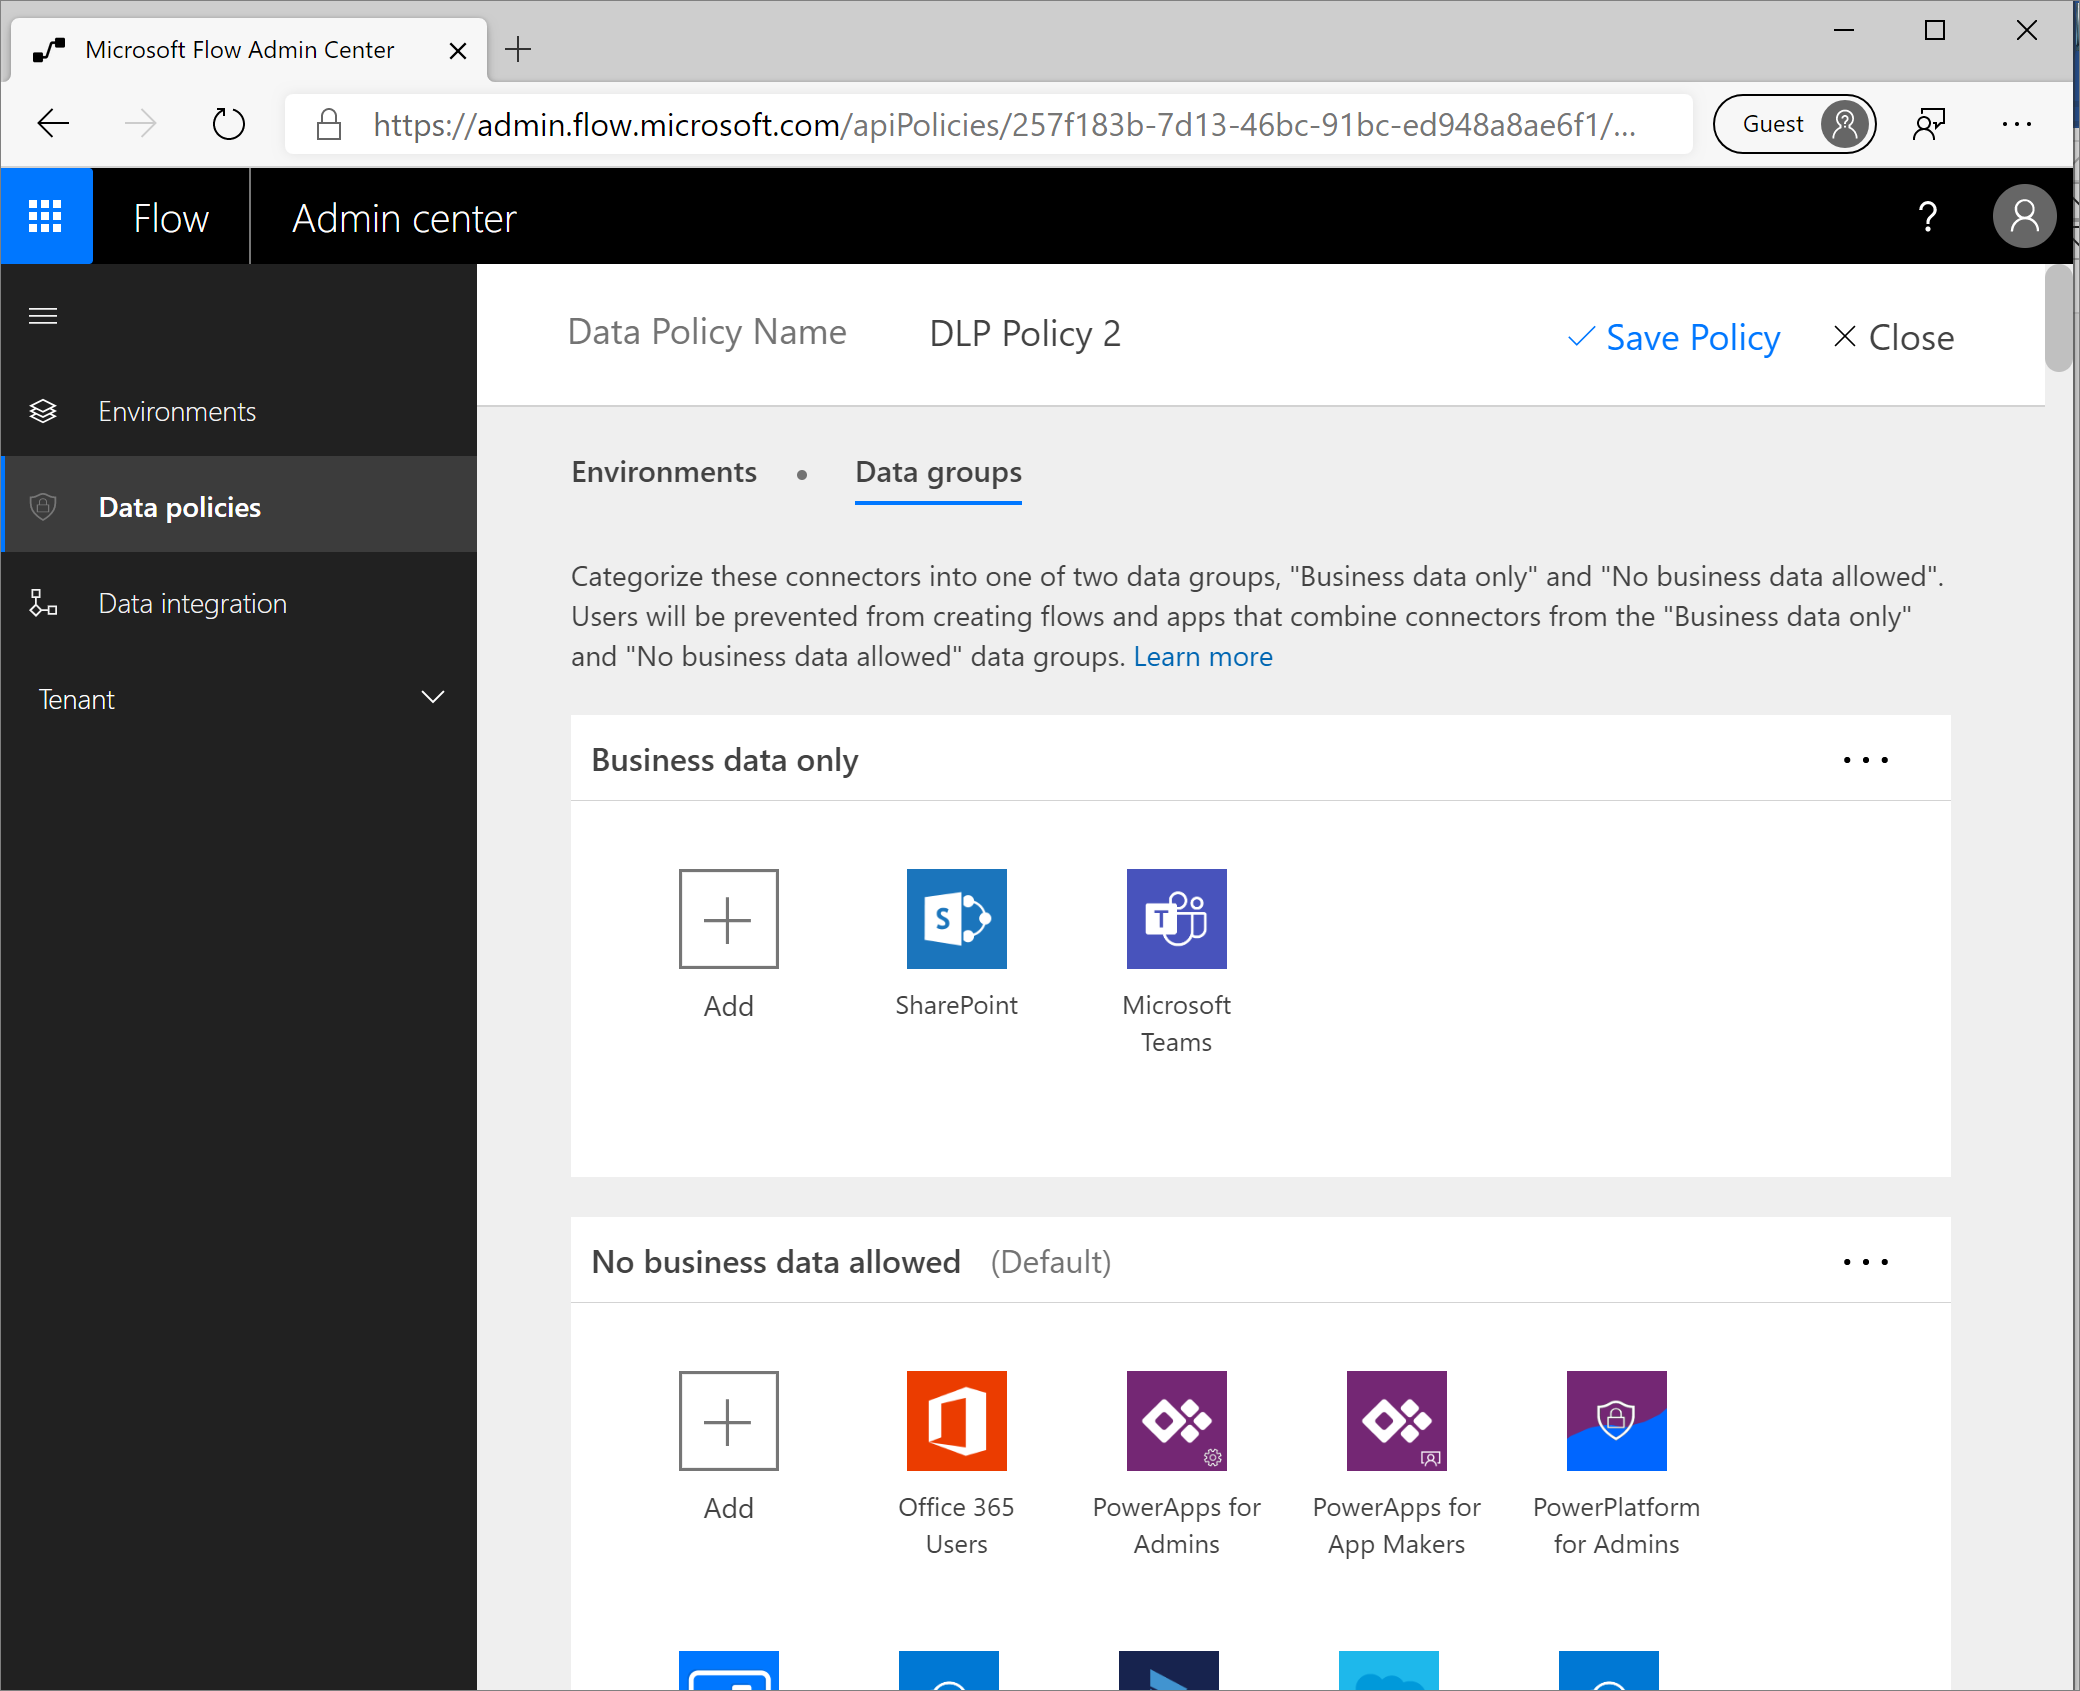 Microsoft Flow Admin Center
https://admin.flow.microsoft.com/apiPolicies/257f183b-7d13-46bc-91bc-ed948a8ae6f1/...
Guest
Flow
Admin center
?
Data Policy Name
DLP Policy 2
Save Policy
Close
Environments
Data policies
Data integration
Tenant
Environments • Data groups
Categorize these connectors into one of two data groups, "Business data only" and "No business data allowed".
Users will be prevented from creating flows and apps that combine connectors from the "Business data only"
and "No business data allowed" data groups. Learn more
Business data only
Add
SharePoint
Microsoft
Teams
No business data allowed (Default)
Add
Office 365
Users
PowerApps for
Admins
PowerApps for
App Makers
PowerPlatform
for Admins